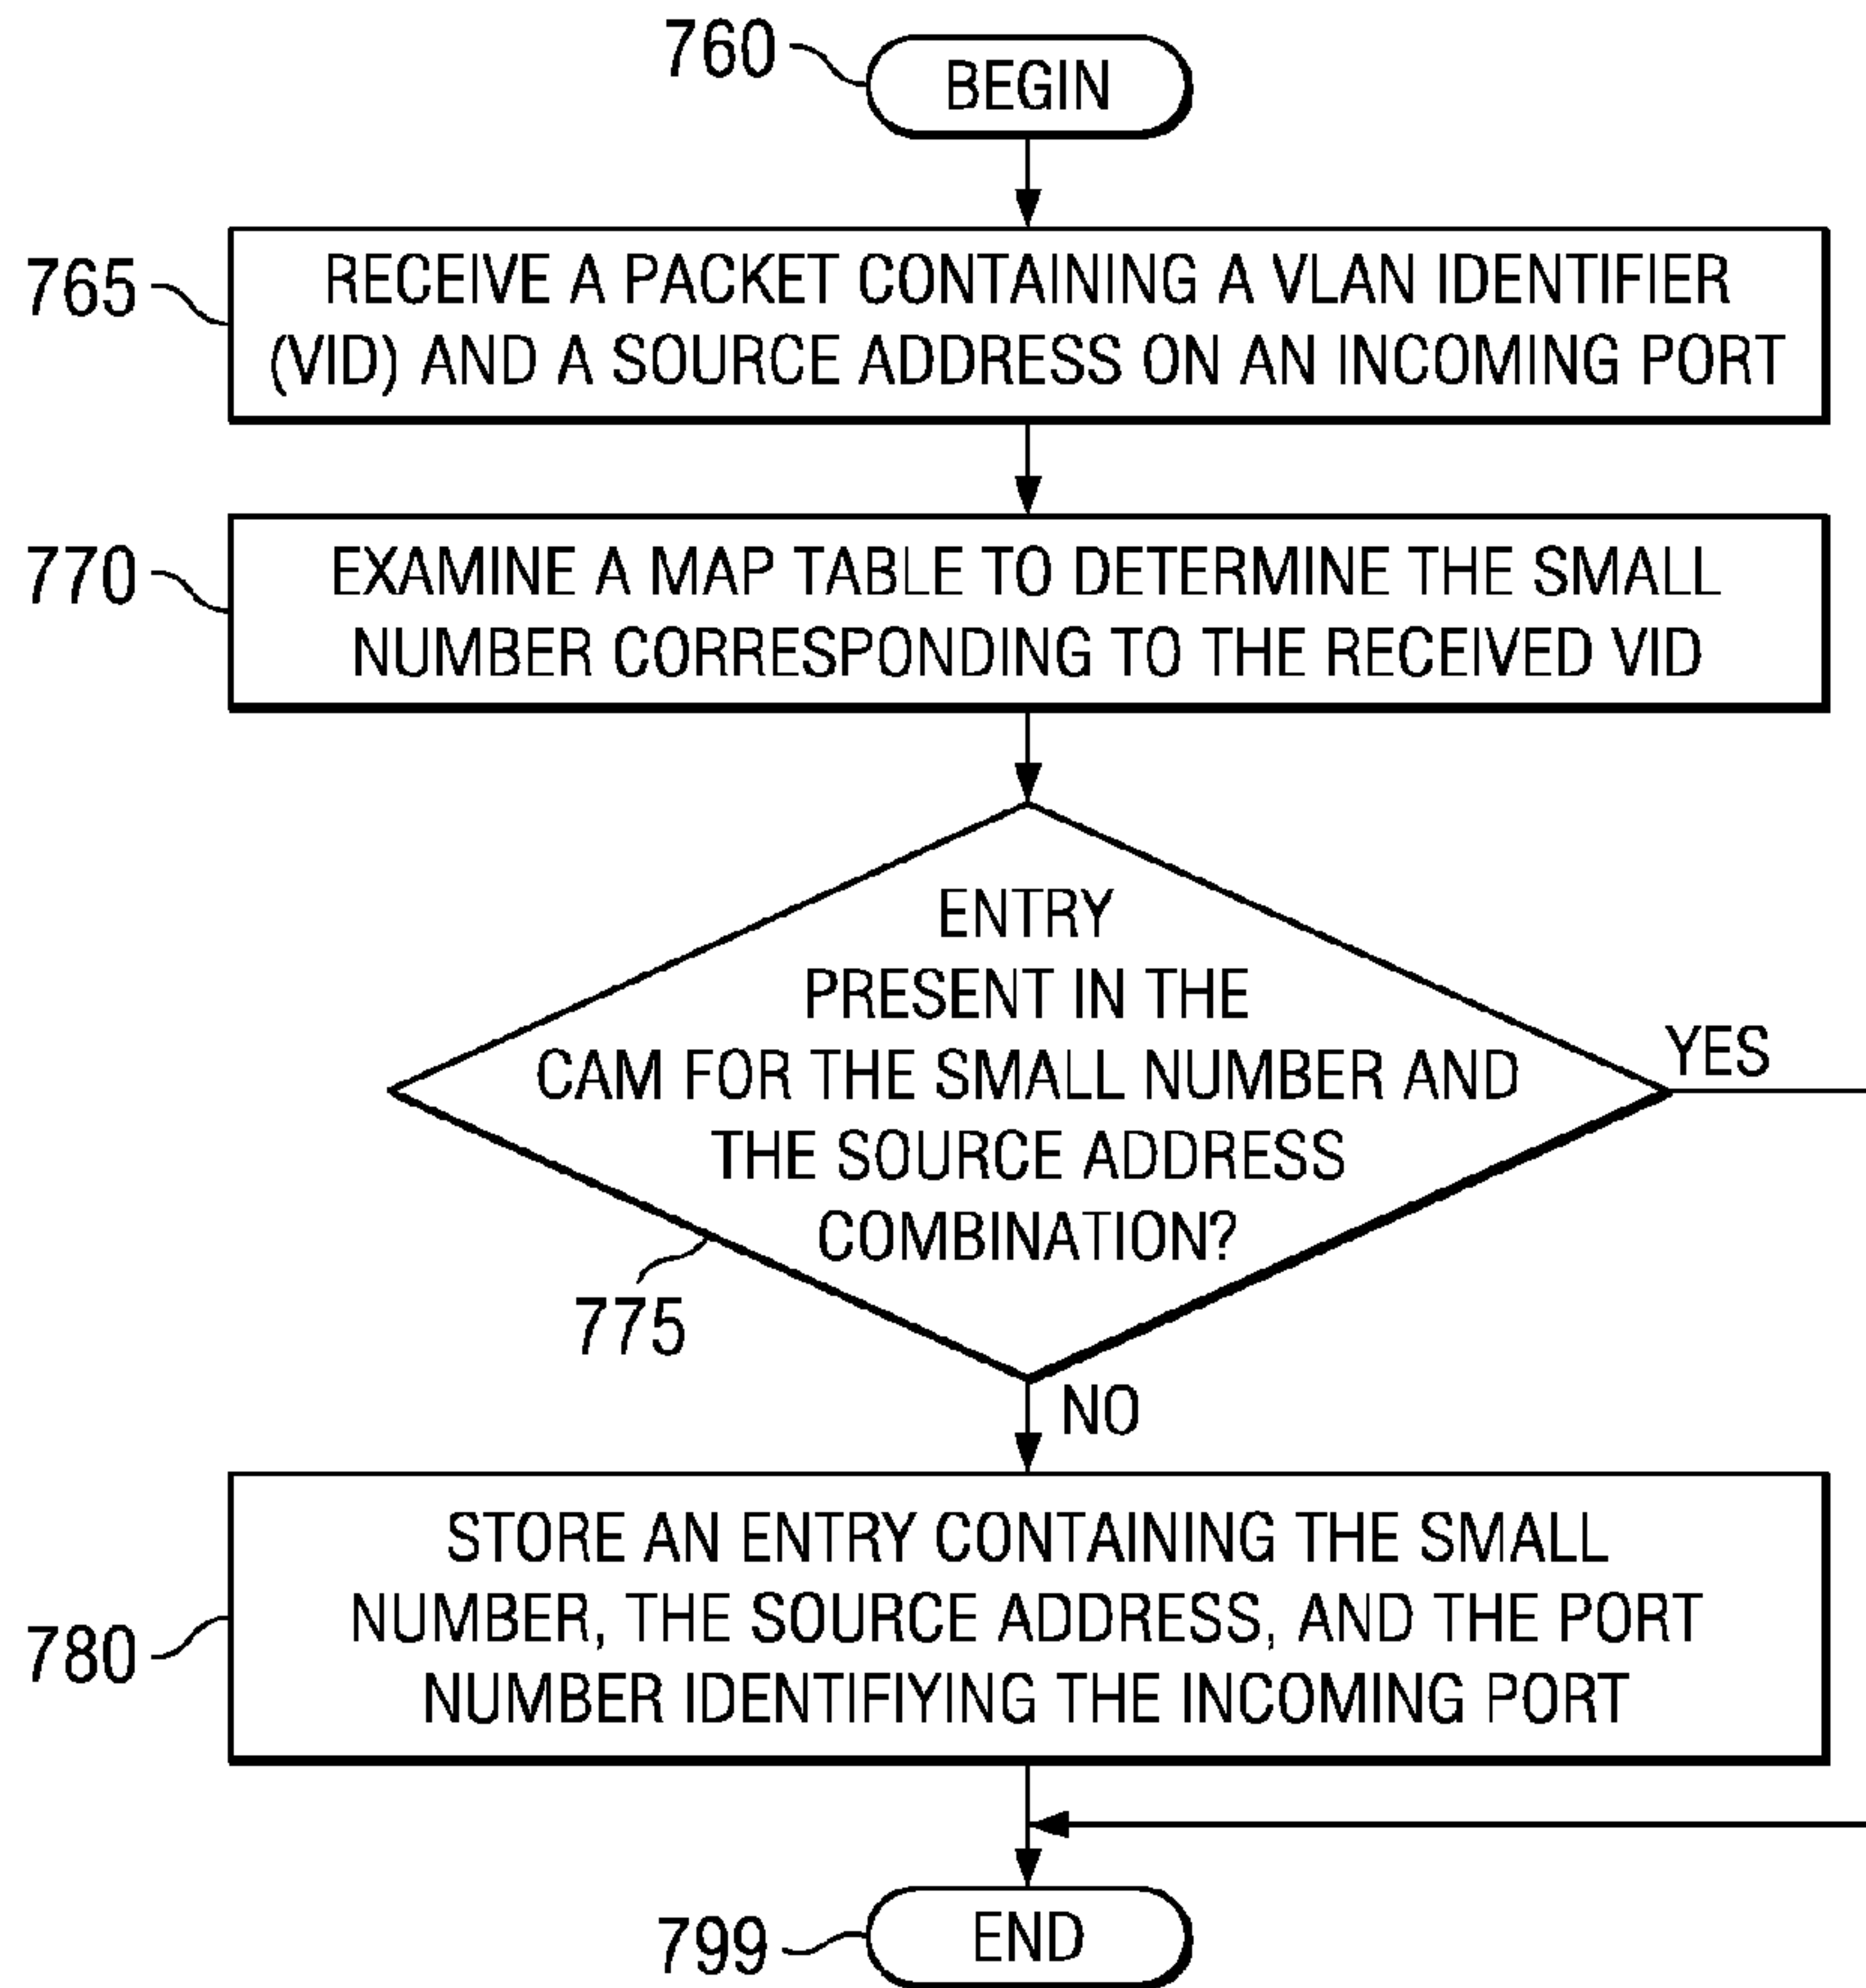 760
BEGIN
765
RECEIVE A PACKET CONTAINING A VLAN IDENTIFIER
(VID) AND A SOURCE ADDRESS ON AN INCOMING PORT
770
EXAMINE A MAP TABLE TO DETERMINE THE SMALL
NUMBER CORRESPONDING TO THE RECEIVED VID
ENTRY
PRESENT IN THE
CAM FOR THE SMALL NUMBER AND
THE SOURCE ADDRESS
COMBINATION?
YES
775
NO
780
STORE AN ENTRY CONTAINING THE SMALL
NUMBER, THE SOURCE ADDRESS, AND THE PORT
NUMBER IDENTIFIYING THE INCOMING PORT
799
END